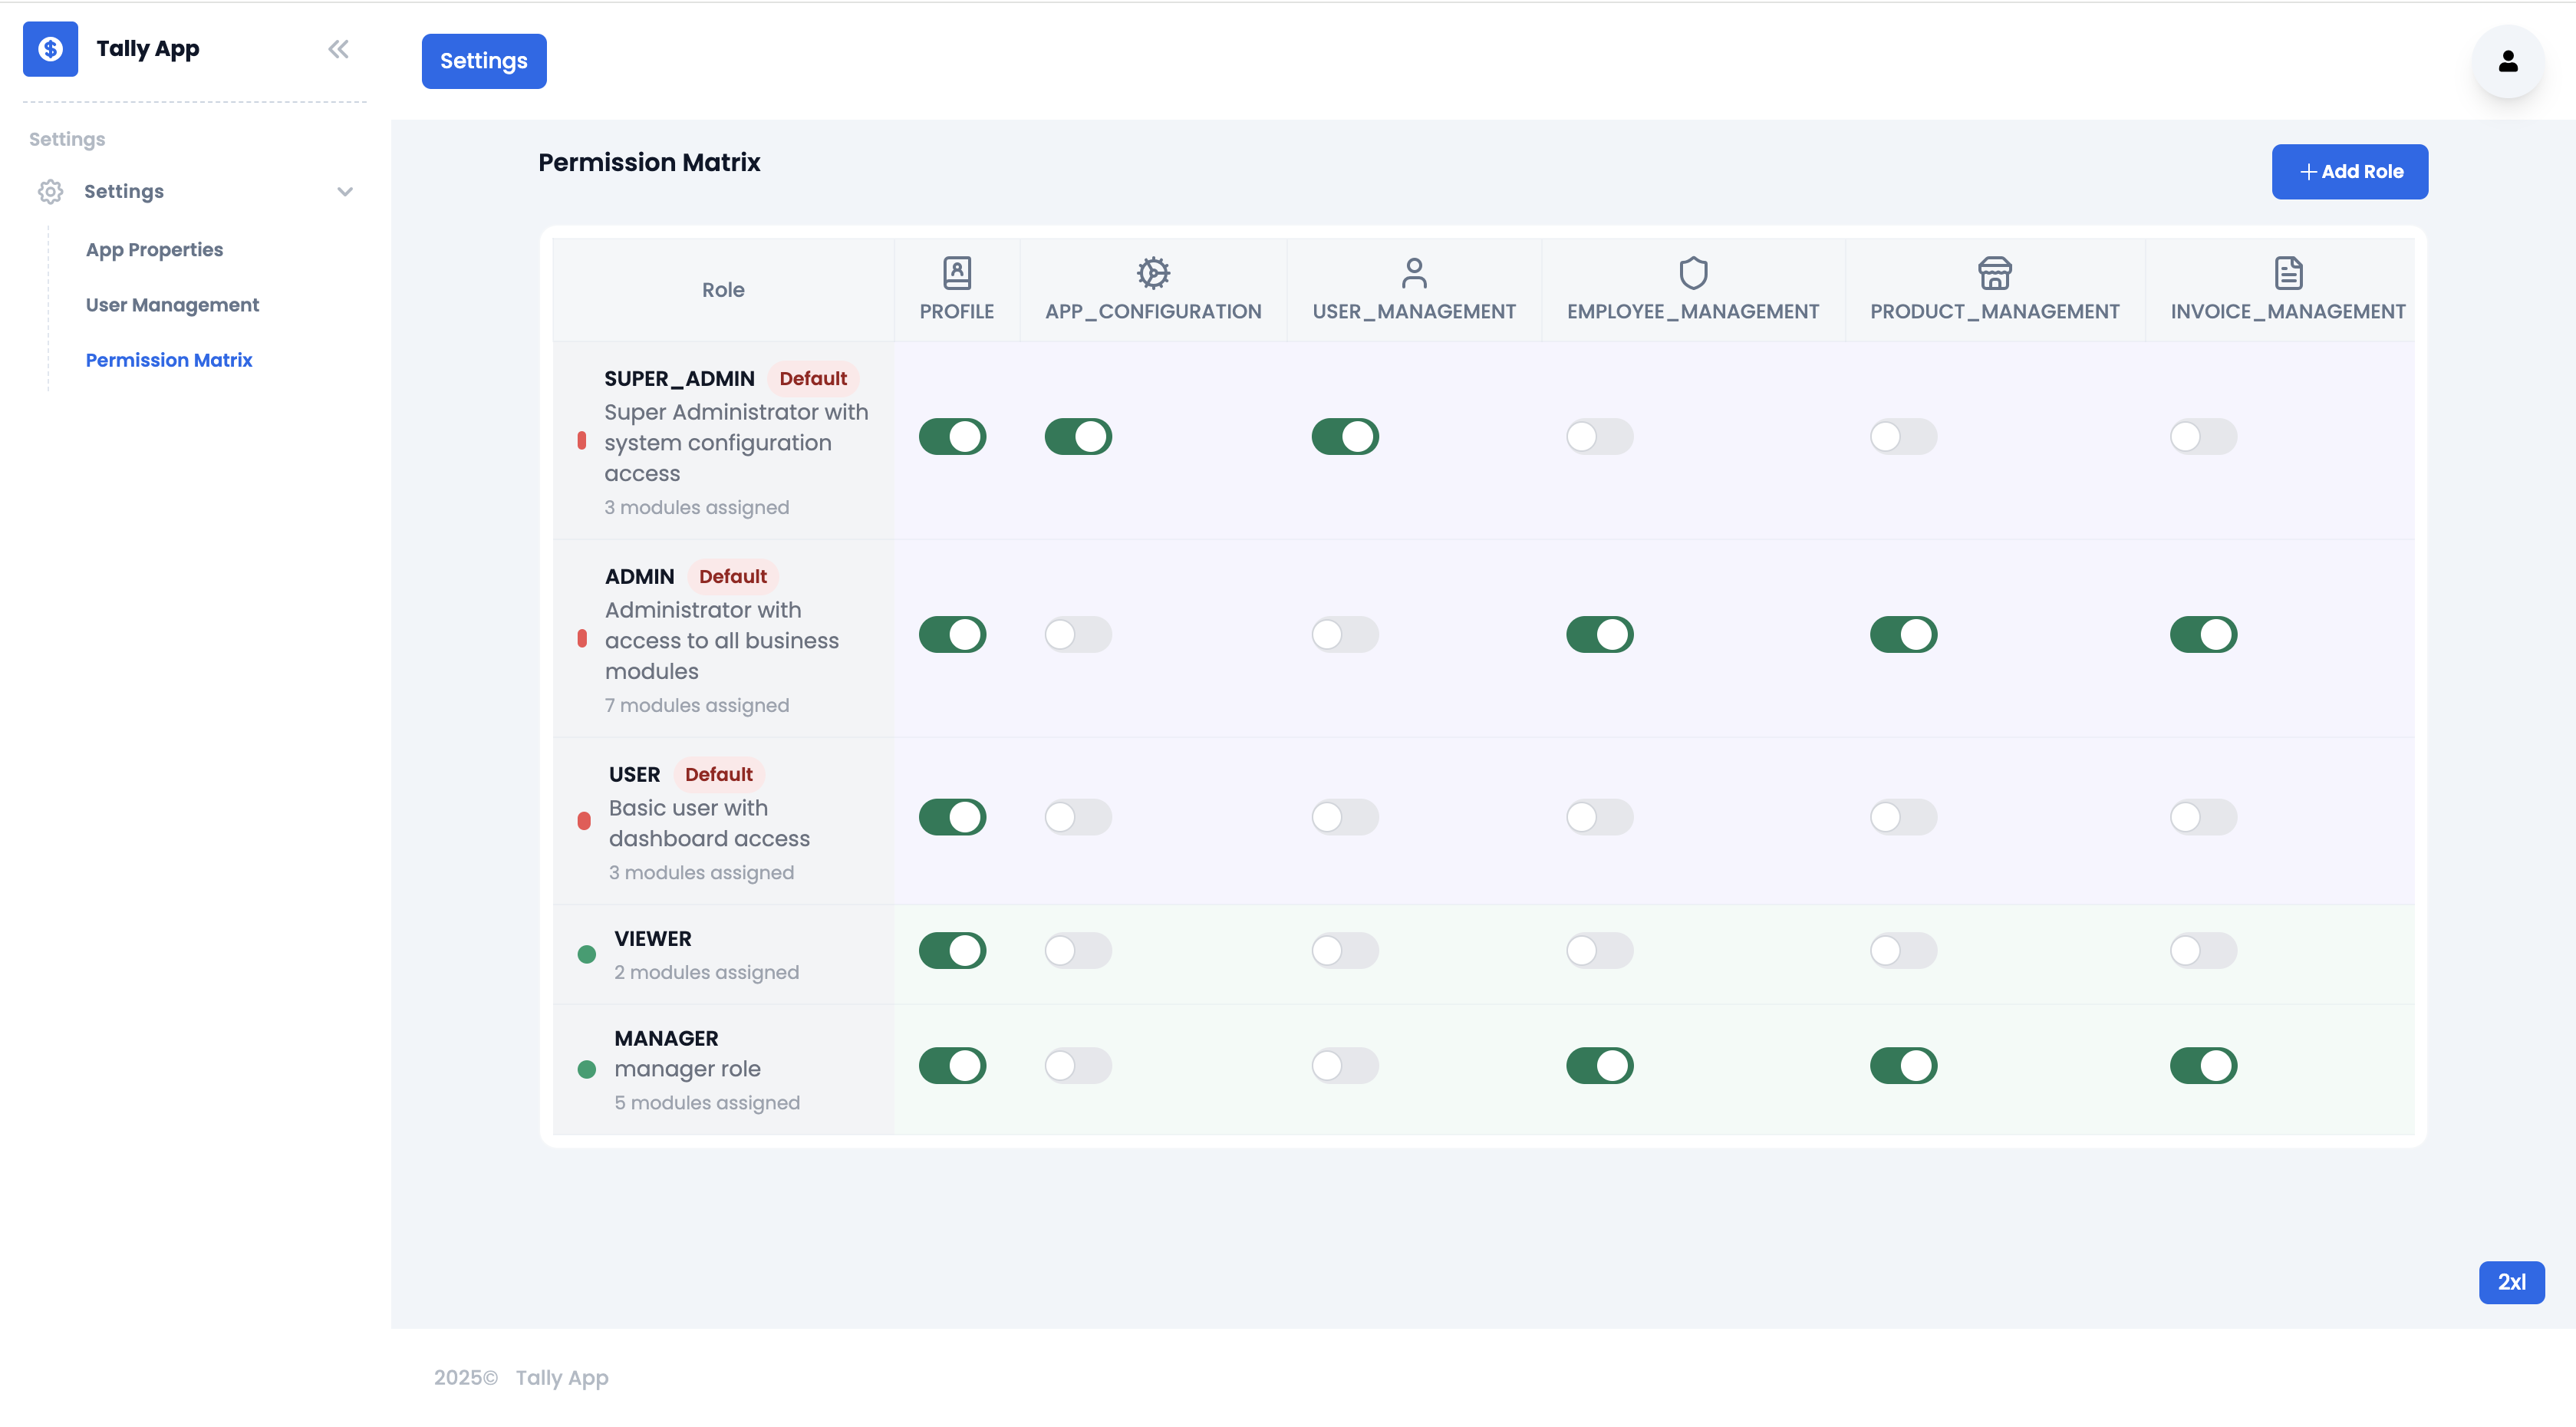 Tally App
Settings
Settings
Settings
App Properties
User Management
Permission Matrix
Permission Matrix
Add Role
Role
PROFILE
APP_CONFIGURATION
USER_MANAGEMENT
EMPLOYEE_MANAGEMENT
PRODUCT_MANAGEMENT
INVOICE_MANAGEMENT
SUPER_ADMIN Default
Super Administrator with
system configuration
access
3 modules assigned
ADMIN Default
Administrator with
access to all business
modules
7 modules assigned
USER Default
Basic user with
dashboard access
3 modules assigned
VIEWER
2 modules assigned
MANAGER
manager role
5 modules assigned
2xl
2025© Tally App